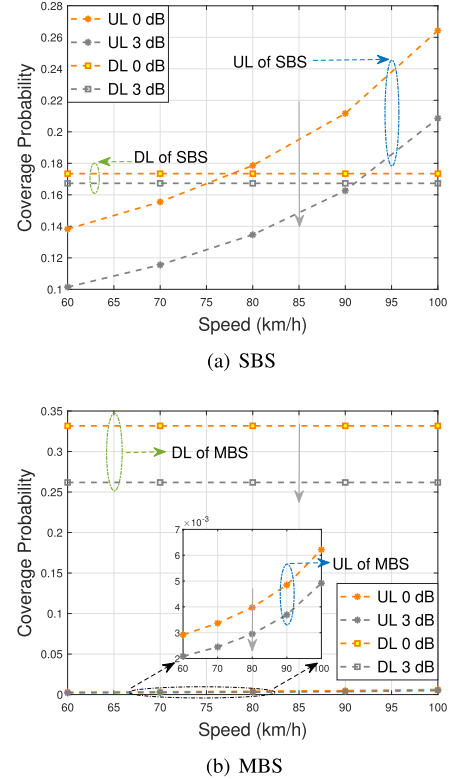 0.28
0.26
0.24
0.22
0.2
0.18
0.16
0.14
0.12
0.1
Coverage Probability
UL 0 dB
UL 3 dB
DL 0 dB
DL 3 dB
UL of SBS
DL of SBS
60 65 70 75 80 85 90 95 100
Speed (km/h)
(a) SBS
0.35
0.3
0.25
0.2
0.15
0.1
0.05
0
Coverage Probability
DL of MBS
×10⁻³
7
6
5
4
3
2
60 70 80 90 100
UL of MBS
UL 0 dB
UL 3 dB
DL 0 dB
DL 3 dB
60 65 70 75 80 85 90 95 100
Speed (km/h)
(b) MBS